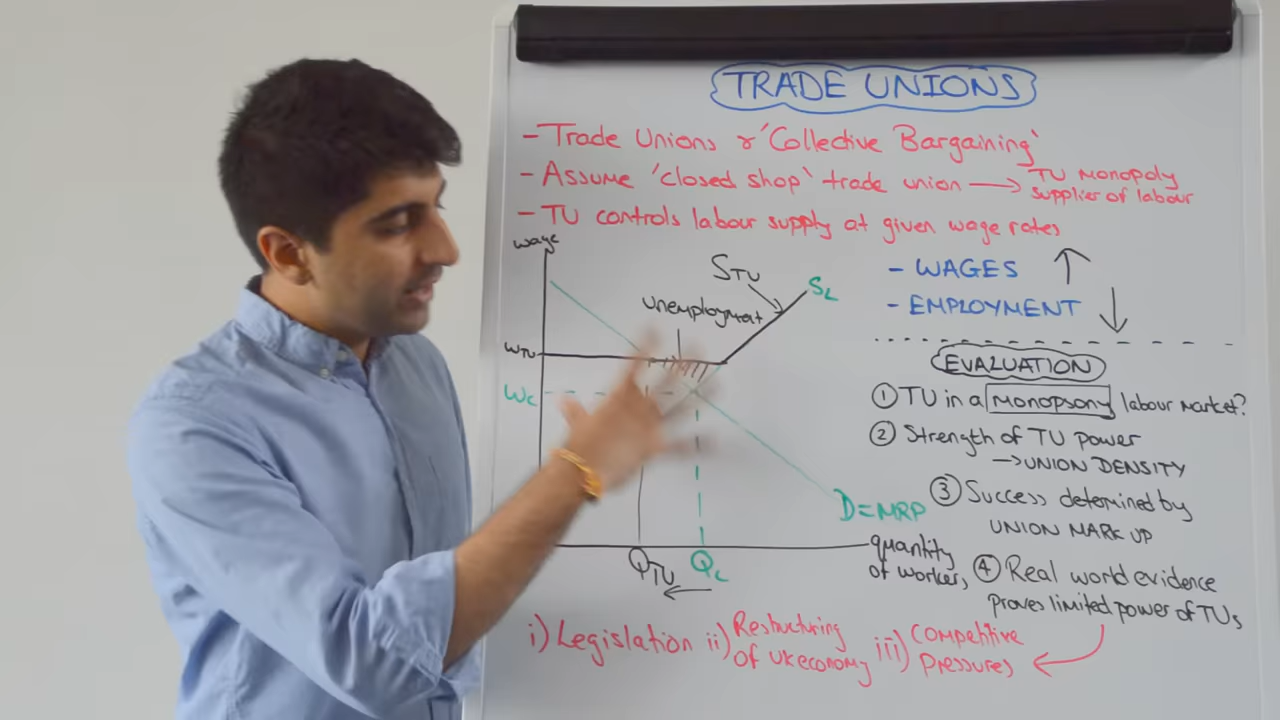 TRADE UNIONS
- Trade Unions & 'Collective Bargaining'
- Assume 'closed shop' trade union → TU monopoly
supplier of labour
- TU controls labour supply at given wage rates
wage
STU
SL
unemployment
WTU
WC
D=MRP
QTU
QC
quantity
of workers
- WAGES ↑
- EMPLOYMENT ↓
EVALUATION
① TU in a monopsony labour market?
② Strength of TU power
→ UNION DENSITY
③ Success determined by
UNION MARK UP
④ Real world evidence
proves limited power of TUs
i) Legislation ii) Restructuring
of UK economy iii) Competitive
pressures